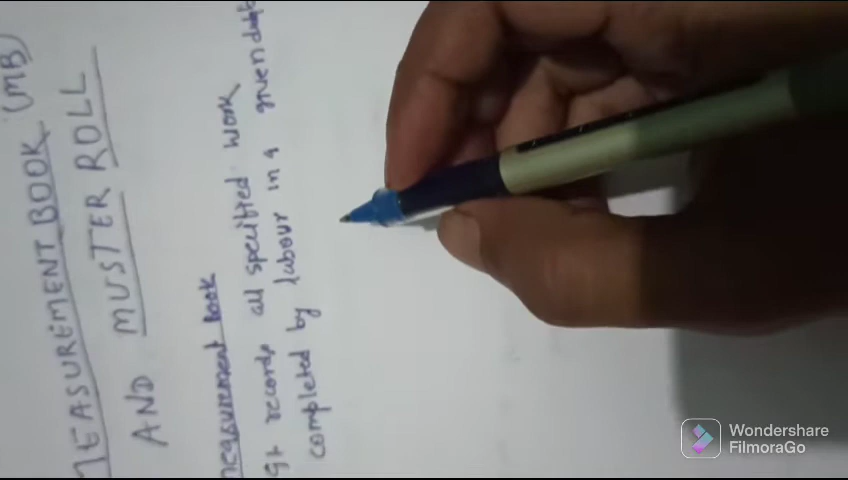 MEASUREMENT BOOK (MB)
AND MUSTER ROLL
measurement Book
It records all specified work
completed by labour in a given date
Wondershare
FilmoraGo